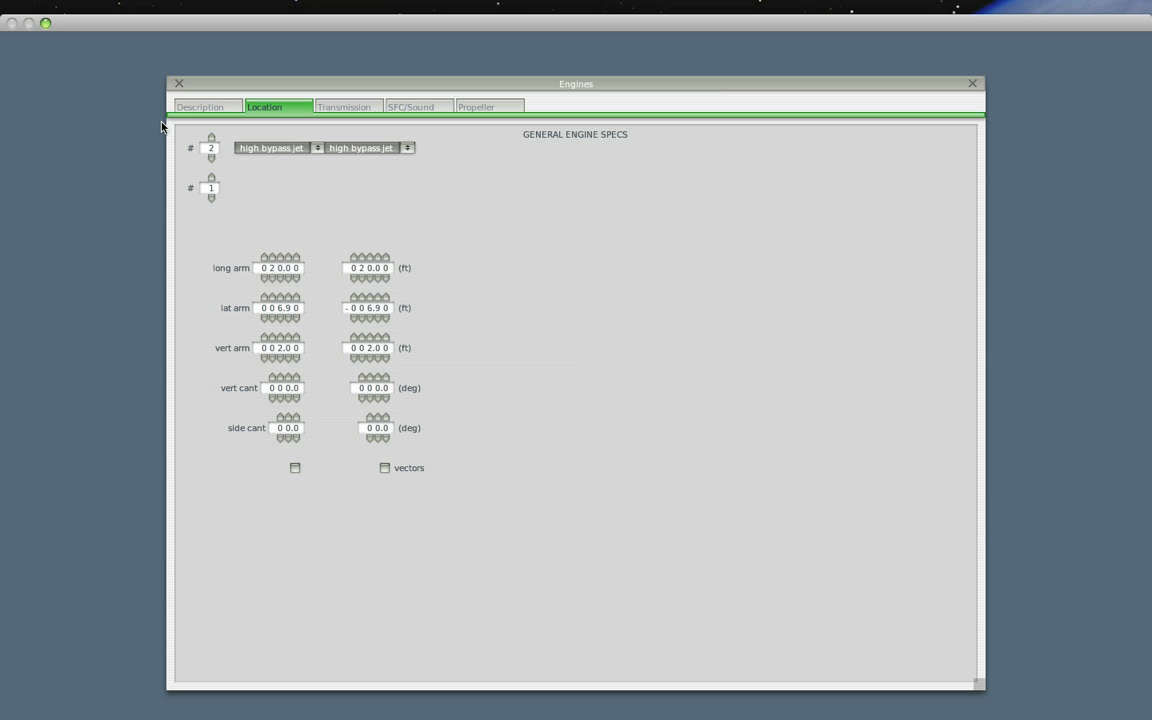 Engines
Description Location Transmission SFC/Sound Propeller
GENERAL ENGINE SPECS
# 2 high bypass jet high bypass jet
# 1
long arm 0 2 0.0 0 0 2 0.0 0 (ft)
lat arm 0 0 6.9 0 - 0 0 6.9 0 (ft)
vert arm 0 0 2.0 0 0 0 2.0 0 (ft)
vert cant 0 0 0.0 0 0 0.0 (deg)
side cant 0 0.0 0 0.0 (deg)
vectors